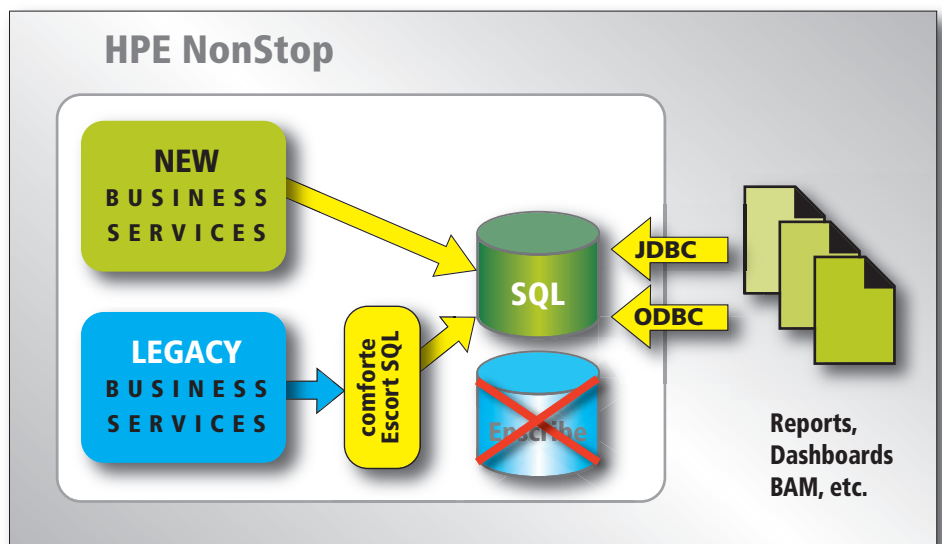 HPE NonStop
NEW
BUSINESS
SERVICES
LEGACY
BUSINESS
SERVICES
comforte
Escort SQL
SQL
Enscribe
JDBC
ODBC
Reports,
Dashboards
BAM, etc.